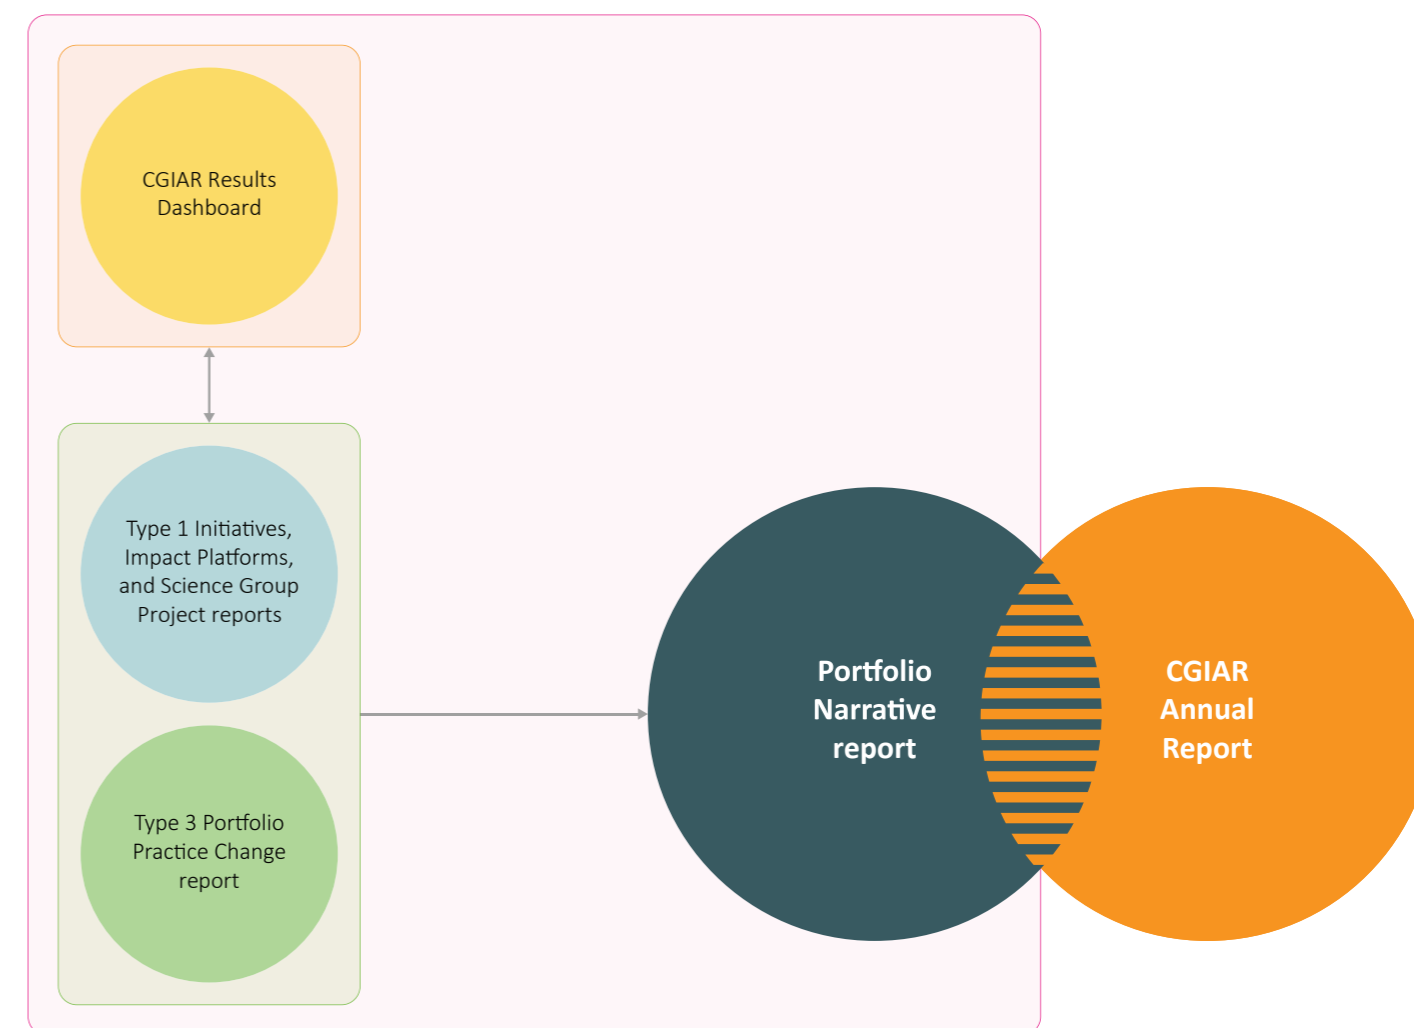 CGIAR Results
Dashboard
Type 1 Initiatives,
Impact Platforms,
and Science Group
Project reports
Type 3 Portfolio
Practice Change
report
Portfolio
Narrative
report
CGIAR
Annual
Report